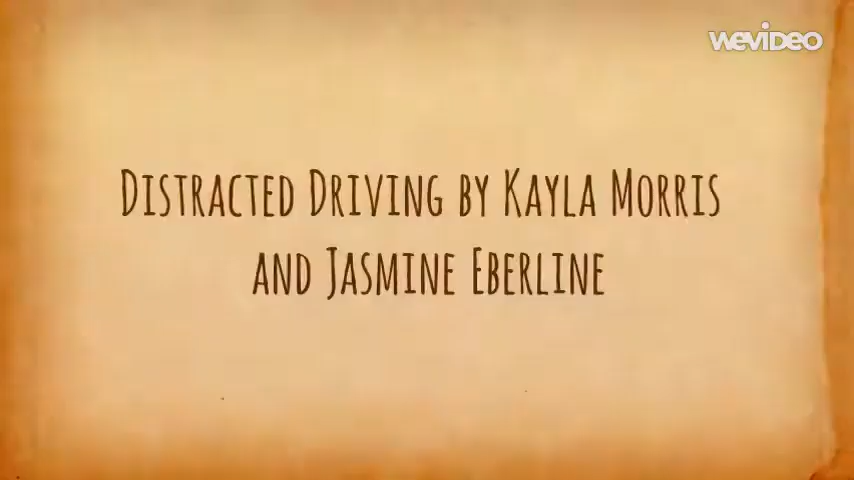 wevideo
Distracted Driving by Kayla Morris
and Jasmine Eberline